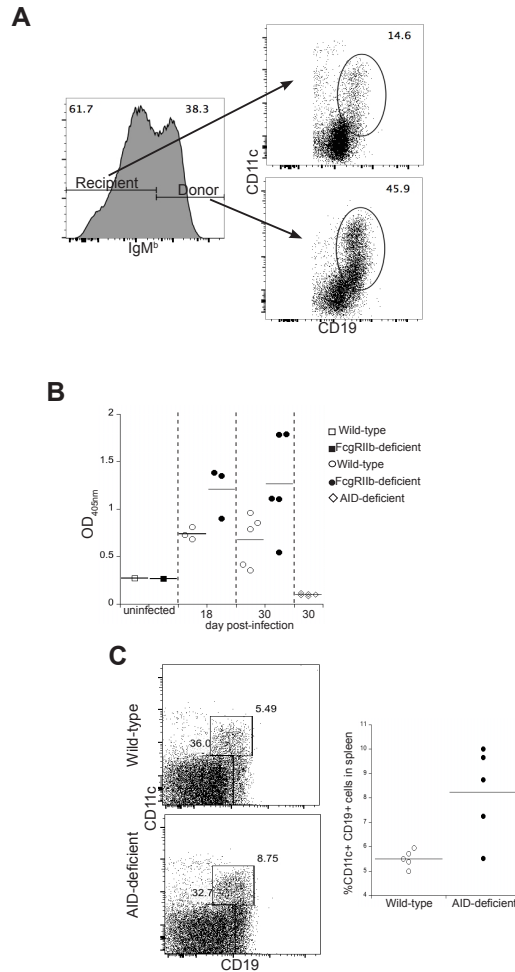 A
61.7
38.3
Recipient
Donor
IgMᵇ
14.6
45.9
CD11c
CD19
B
2
1.5
1
0.5
0
OD405nm
uninfected
18
30
30
day post-infection
Wild-type
FcgRIIb-deficient
Wild-type
FcgRIIb-deficient
AID-deficient
C
Wild-type
AID-deficient
CD11c
CD19
5.49
36.0
8.75
32.7
%CD11c+ CD19+ cells in spleen
11
10
9
8
7
6
5
4
Wild-type
AID-deficient